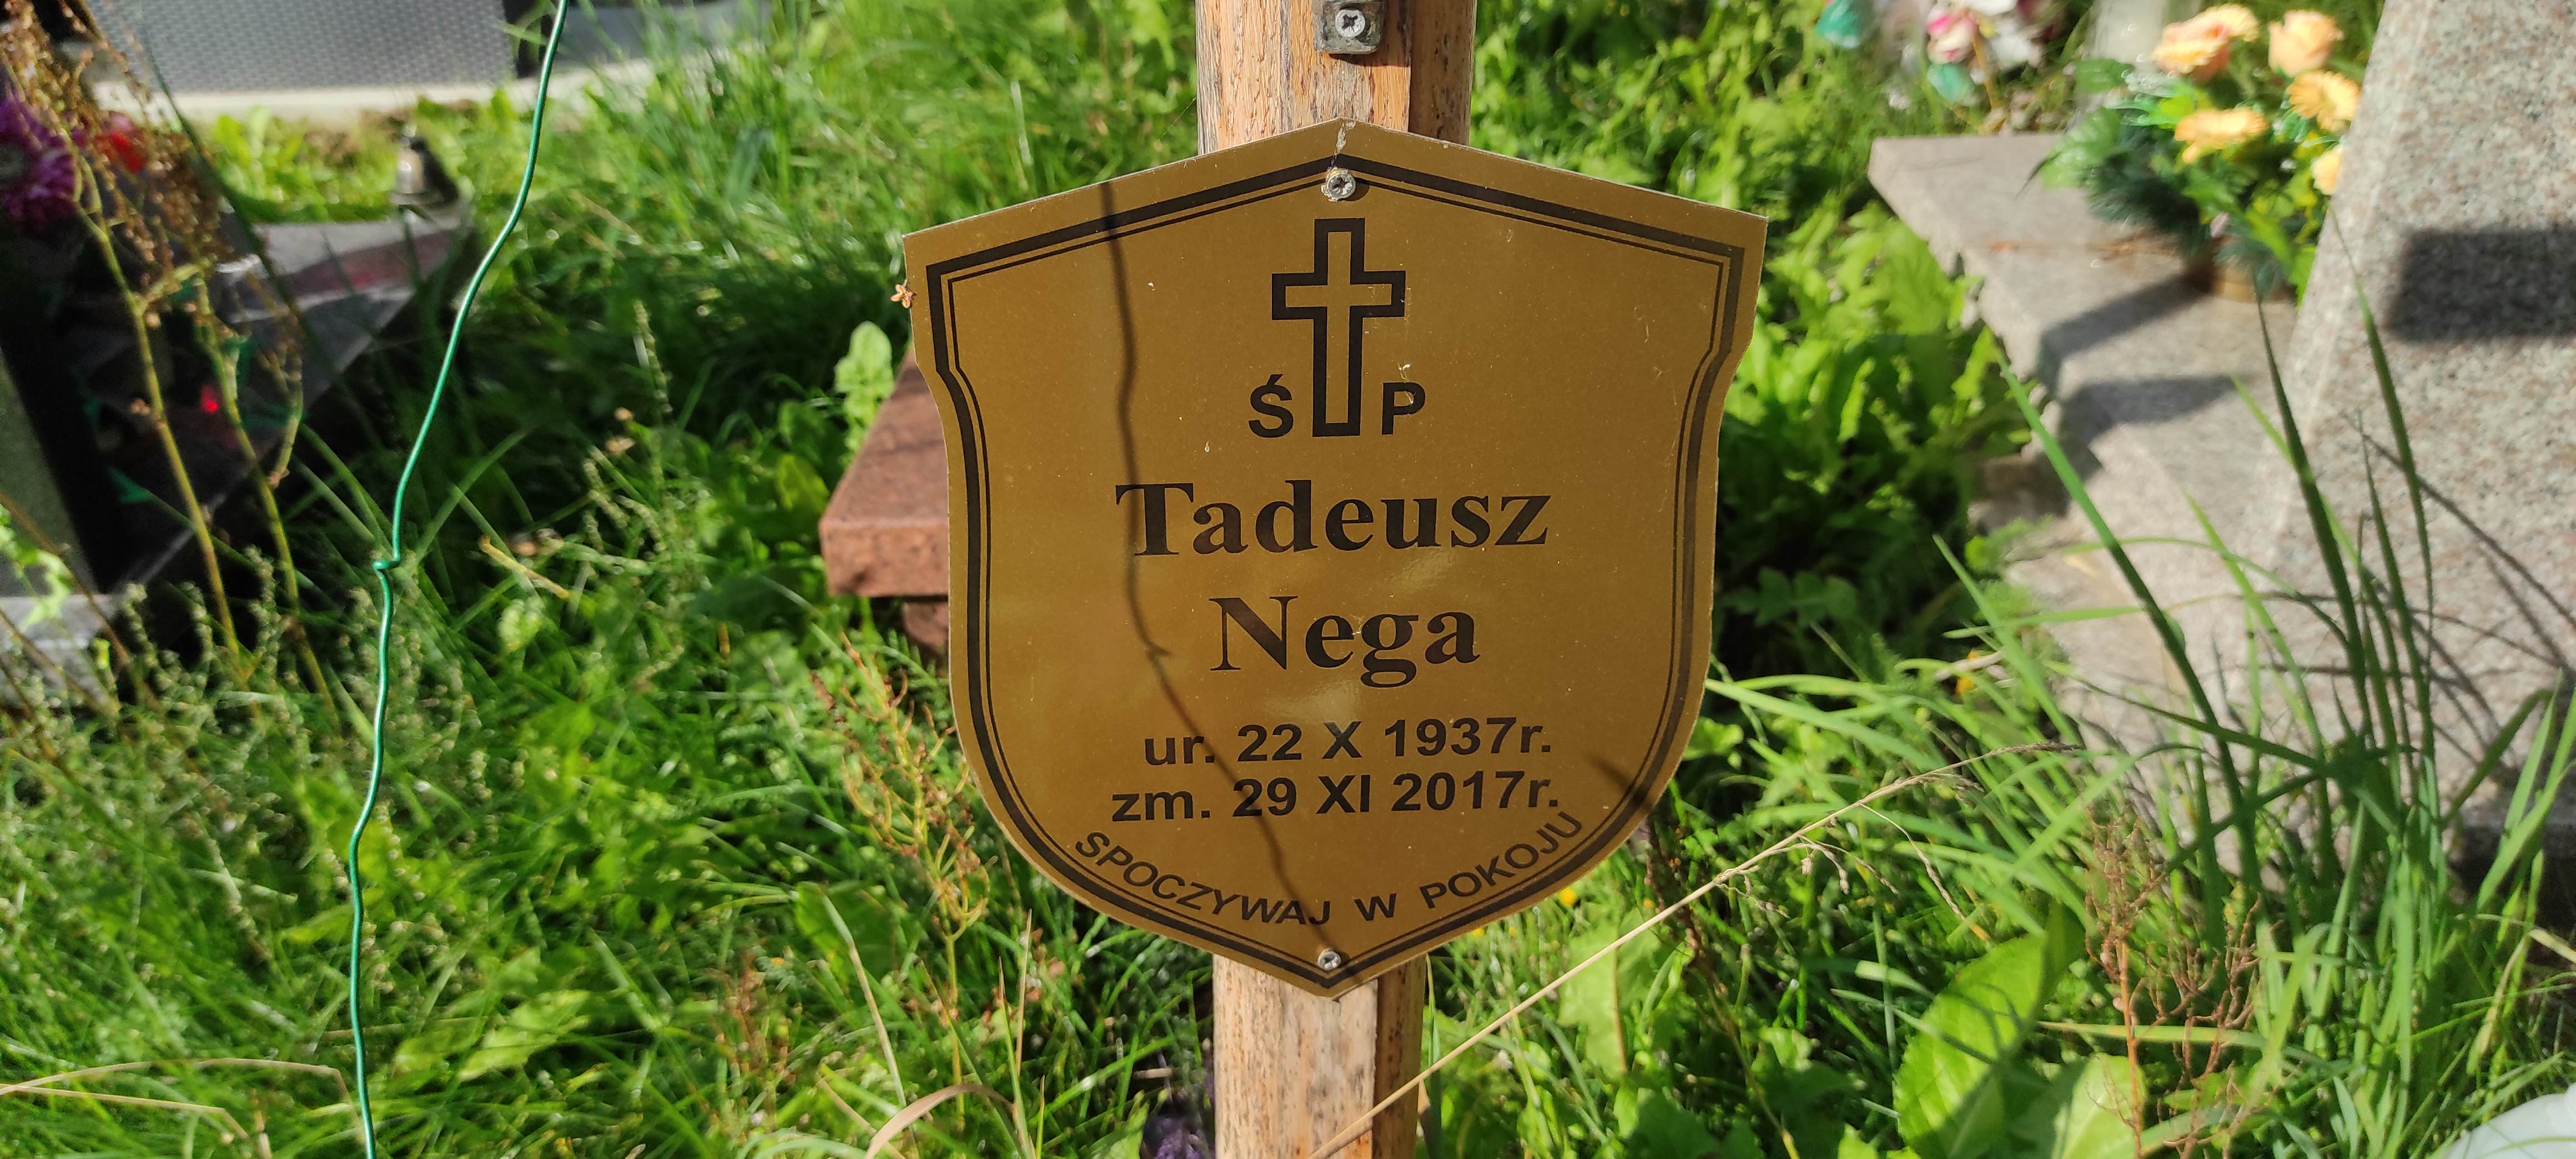 Ś P
Tadeusz
Nega
ur. 22 X 1937r.
zm. 29 XI 2017r.
SPOCZYWAJ W POKOJU